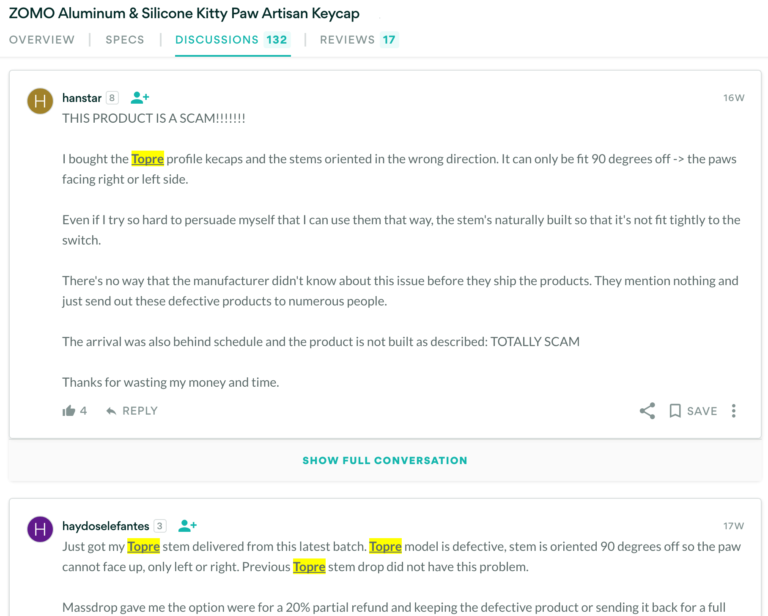 ZOMO Aluminum & Silicone Kitty Paw Artisan Keycap
OVERVIEW | SPECS | DISCUSSIONS 132 | REVIEWS 17
H hanstar 8 16W
THIS PRODUCT IS A SCAM!!!!!!!
I bought the Topre profile kecaps and the stems oriented in the wrong direction. It can only be fit 90 degrees off -> the paws
facing right or left side.
Even if I try so hard to persuade myself that I can use them that way, the stem's naturally built so that it's not fit tightly to the
switch.
There's no way that the manufacturer didn't know about this issue before they ship the products. They mention nothing and
just send out these defective products to numerous people.
The arrival was also behind schedule and the product is not built as described: TOTALLY SCAM
Thanks for wasting my money and time.
4 REPLY SAVE
SHOW FULL CONVERSATION
H haydoselefantes 3 17W
Just got my Topre stem delivered from this latest batch. Topre model is defective, stem is oriented 90 degrees off so the paw
cannot face up, only left or right. Previous Topre stem drop did not have this problem.
Massdrop gave me the option were for a 20% partial refund and keeping the defective product or sending it back for a full